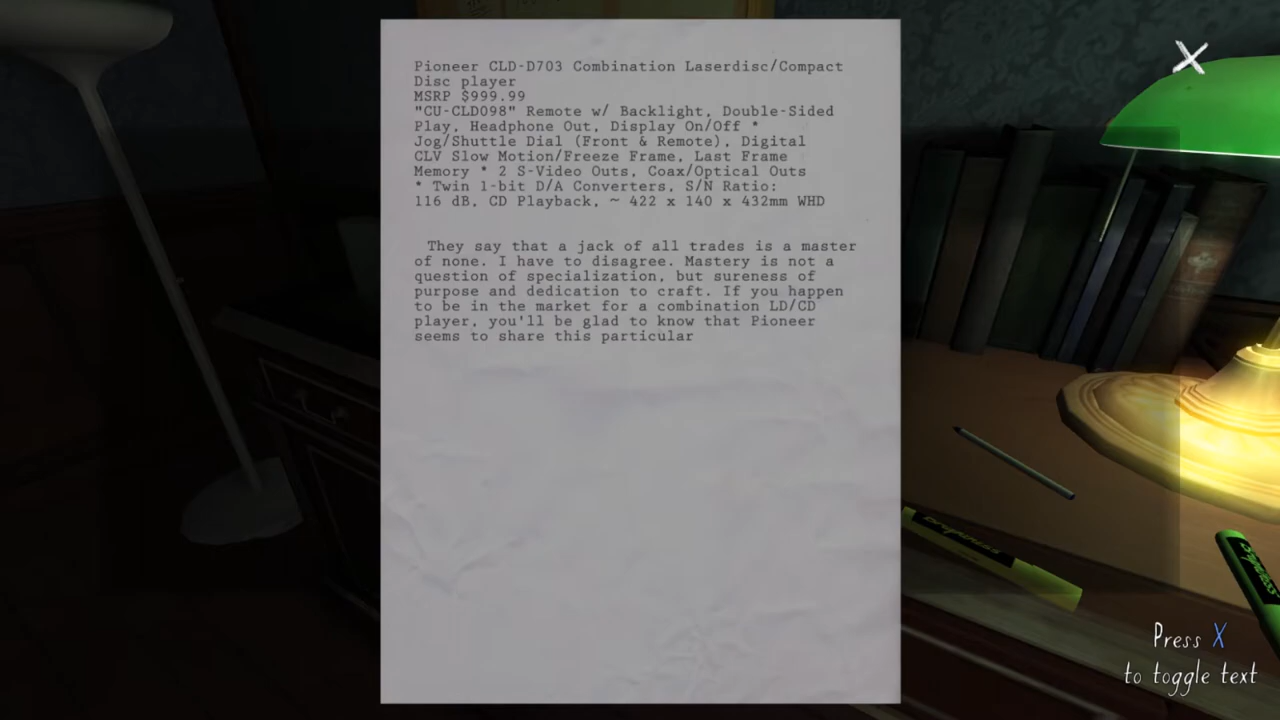 Pioneer CLD-D703 Combination Laserdisc/Compact
Disc player
MSRP $999.99
"CU-CLD098" Remote w/ Backlight, Double-Sided
Play, Headphone Out, Display On/Off *
Jog/Shuttle Dial (Front & Remote), Digital
CLV Slow Motion/Freeze Frame, Last Frame
Memory * 2 S-Video Outs, Coax/Optical Outs
* Twin 1-bit D/A Converters, S/N Ratio:
116 dB, CD Playback, ~ 422 x 140 x 432mm WHD
They say that a jack of all trades is a master
of none. I have to disagree. Mastery is not a
question of specialization, but sureness of
purpose and dedication to craft. If you happen
to be in the market for a combination LD/CD
player, you'll be glad to know that Pioneer
seems to share this particular
Press X
to toggle text